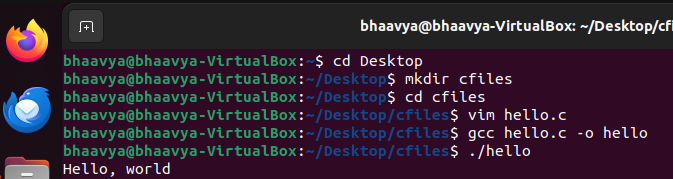 bhaavya@bhaavya-VirtualBox: ~/Desktop/cfi
bhaavya@bhaavya-VirtualBox:~$ cd Desktop
bhaavya@bhaavya-VirtualBox:~/Desktop$ mkdir cfiles
bhaavya@bhaavya-VirtualBox:~/Desktop$ cd cfiles
bhaavya@bhaavya-VirtualBox:~/Desktop/cfiles$ vim hello.c
bhaavya@bhaavya-VirtualBox:~/Desktop/cfiles$ gcc hello.c -o hello
bhaavya@bhaavya-VirtualBox:~/Desktop/cfiles$ ./hello
Hello, world